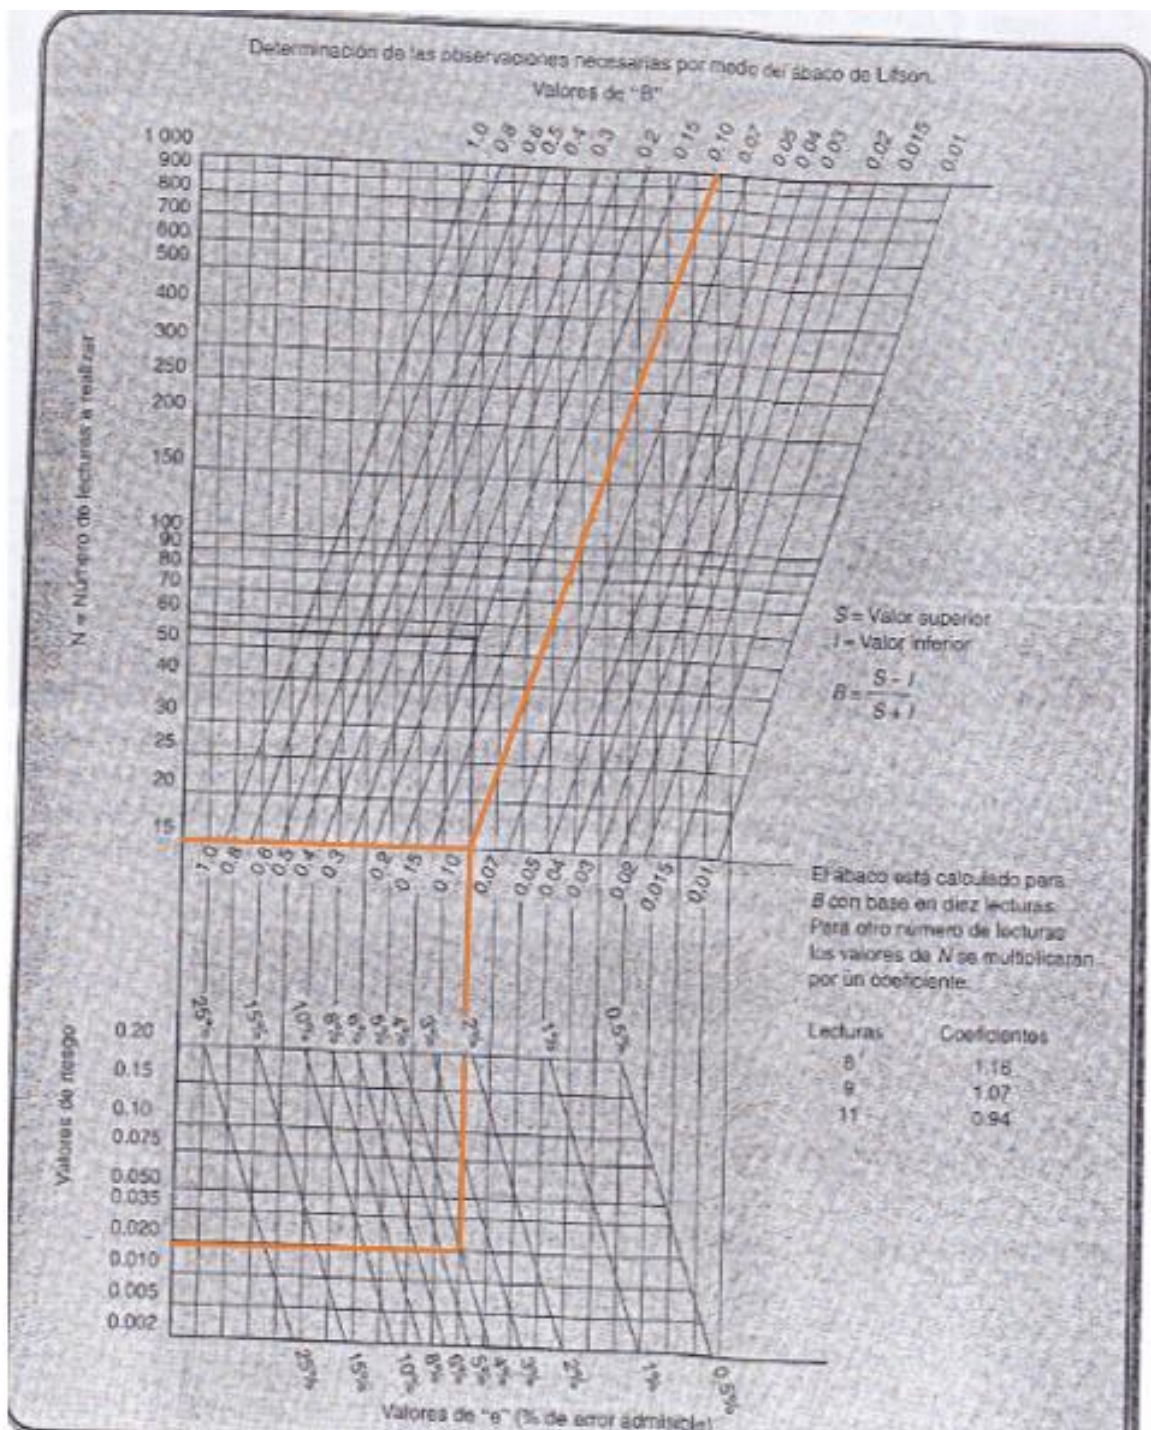 Determinación de las observaciones necesarias por medio del ábaco de Lifson.
Valores de "B"
1.0 0.8 0.6 0.5 0.4 0.3 0.2 0.15 0.10 0.07 0.05 0.04 0.03 0.02 0.015 0.01
1 000
900
800
700
600
500
400
300
250
200
150
100
90
80
70
60
50
40
30
25
20
15
N = Número de lecturas a realizar
S = Valor superior
I = Valor inferior
B = S - I
S + I
1.0 0.8 0.6 0.5 0.4 0.3 0.2 0.15 0.10 0.07 0.05 0.04 0.03 0.02 0.015 0.01
El ábaco está calculado para
B con base en diez lecturas.
Para otro número de lecturas
los valores de N se multiplicarán
por un coeficiente.
Lecturas Coeficientes
8 1.16
9 1.07
11 0.94
25% 15% 10% 8% 6% 5% 4% 3% 2% 1% 0.5%
0.20
0.15
0.10
0.075
0.050
0.035
0.020
0.010
0.005
0.002
Valores de riesgo
25% 15% 10% 8% 6% 5% 4% 3% 2% 1% 0.5%
Valores de "e" (% de error admisible)